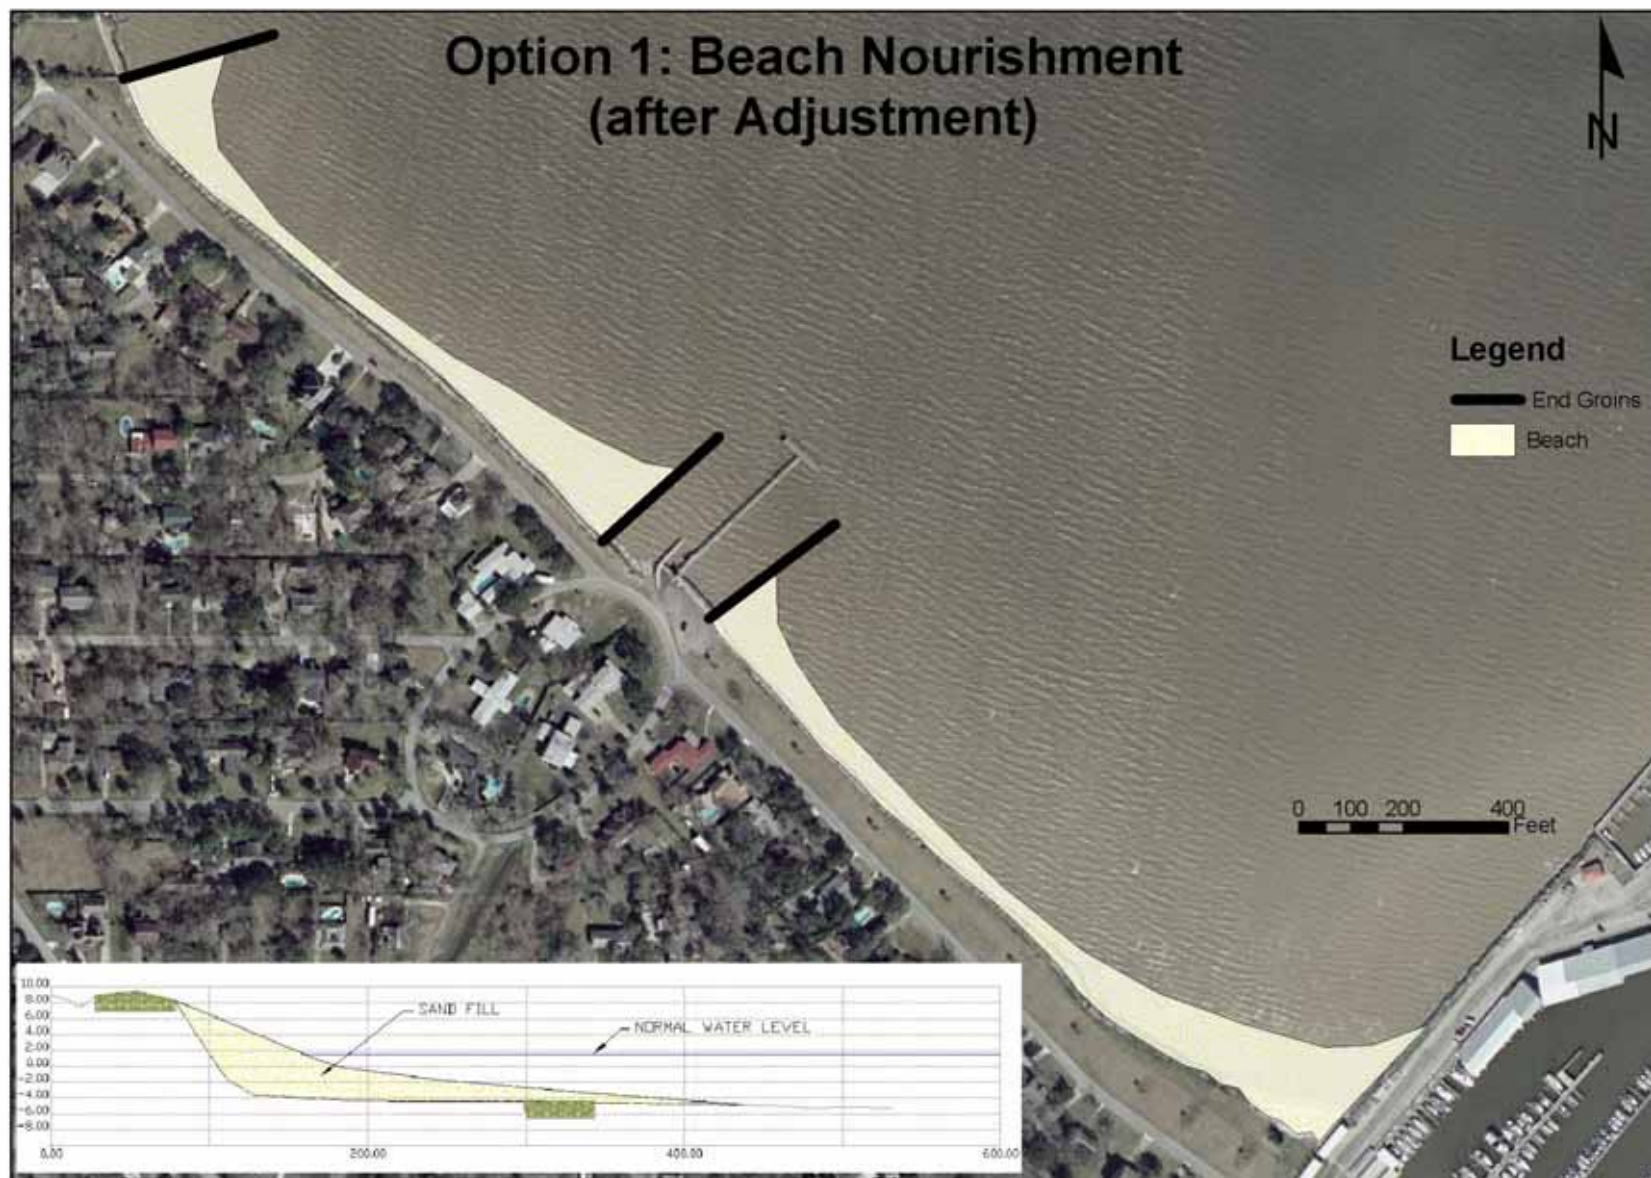 Option 1: Beach Nourishment
(after Adjustment)
N
Legend
End Groins
Beach
0 100 200 400
Feet
10.00
8.00
6.00
4.00
2.00
0.00
-2.00
-4.00
-6.00
-8.00
SAND FILL
NORMAL WATER LEVEL
0.00 200.00 400.00 600.00